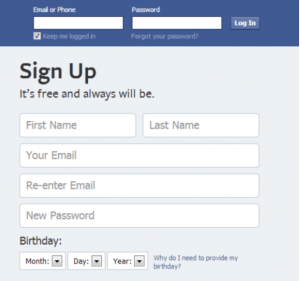 Email or Phone Password
Log In
Keep me logged in Forgot your password?
Sign Up
It's free and always will be.
First Name Last Name
Your Email
Re-enter Email
New Password
Birthday:
Month: Day: Year: Why do I need to provide my
birthday?